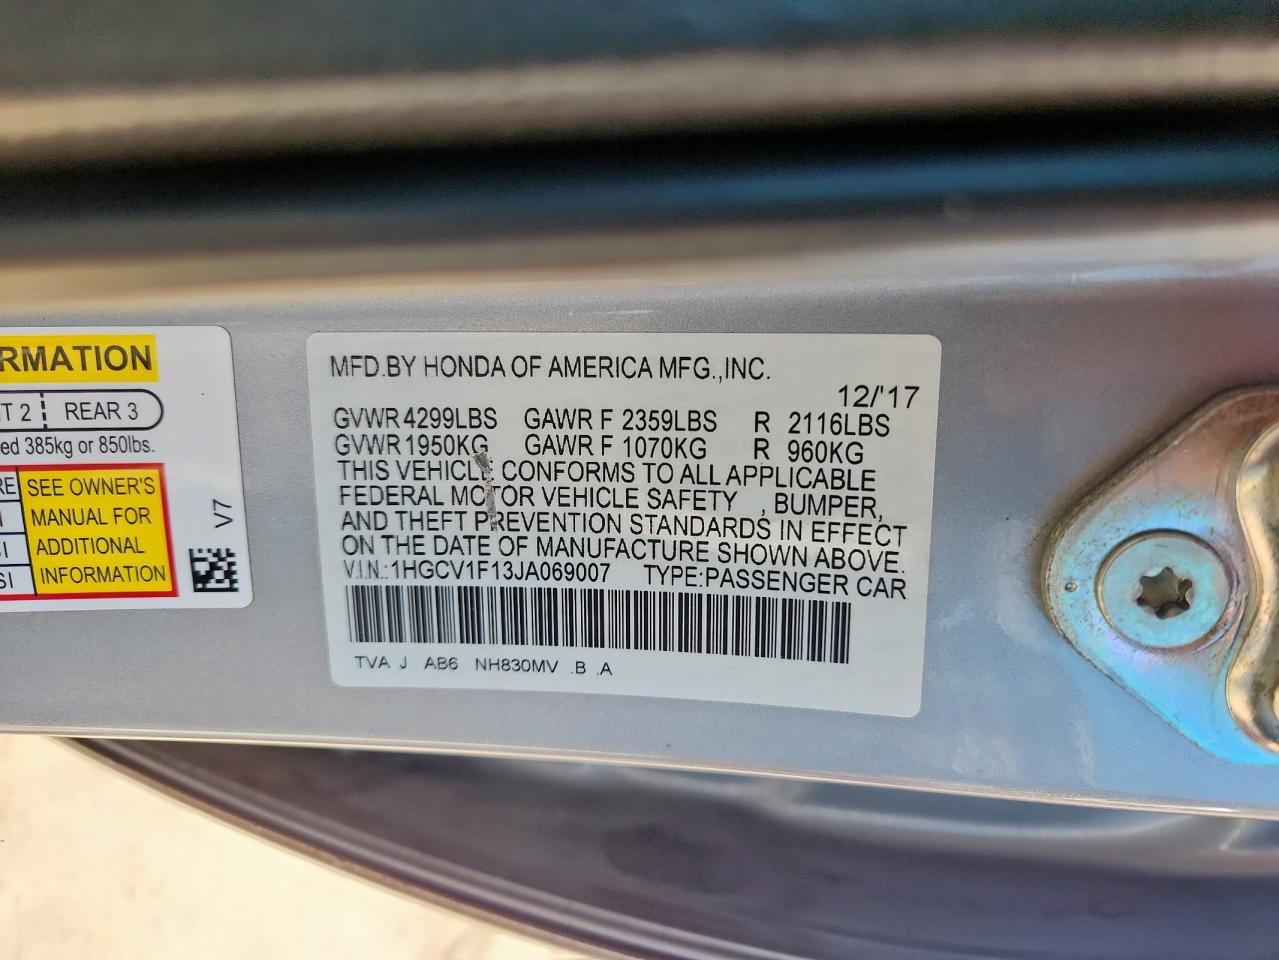 RMATION
T 2 REAR 3
ed 385kg or 850lbs.
RE SEE OWNER'S
MANUAL FOR
SI ADDITIONAL
SI INFORMATION
V7
MFD.BY HONDA OF AMERICA MFG.,INC.
12/'17
GVWR 4299LBS GAWR F 2359LBS R 2116LBS
GVWR 1950KG GAWR F 1070KG R 960KG
THIS VEHICLE CONFORMS TO ALL APPLICABLE
FEDERAL MOTOR VEHICLE SAFETY , BUMPER,
AND THEFT PREVENTION STANDARDS IN EFFECT
ON THE DATE OF MANUFACTURE SHOWN ABOVE.
V.I.N.: 1HGCV1F13JA069007 TYPE:PASSENGER CAR
TVA J AB6 NH830MV .B .A